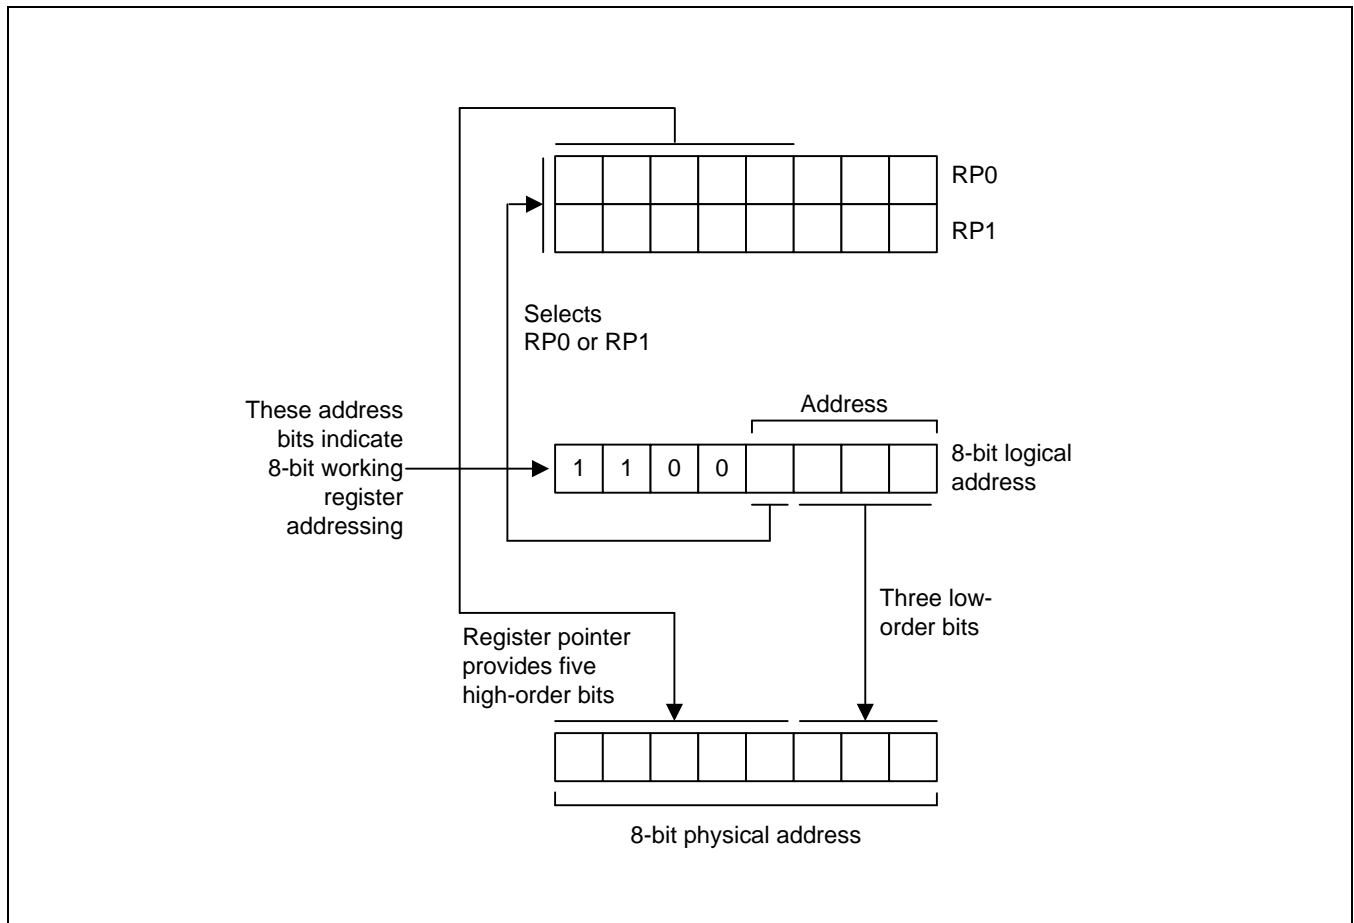 RP0
RP1
Selects
RP0 or RP1
These address
bits indicate
8-bit working
register
addressing
Address
1 1 0 0
8-bit logical
address
Three low-
order bits
Register pointer
provides five
high-order bits
8-bit physical address